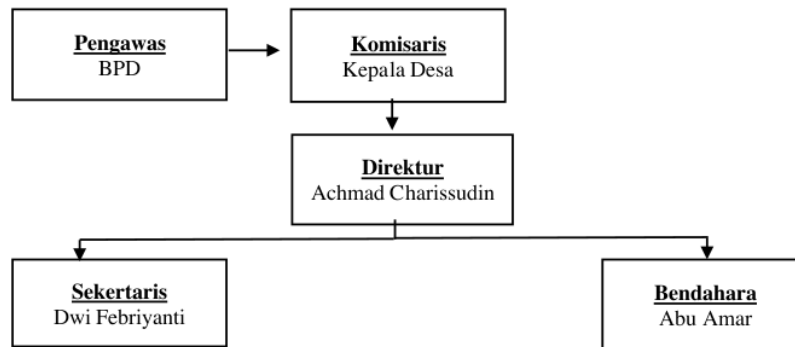 Pengawas
BPD
Komisaris
Kepala Desa
Direktur
Achmad Charissudin
Sekertaris
Dwi Febriyanti
Bendahara
Abu Amar